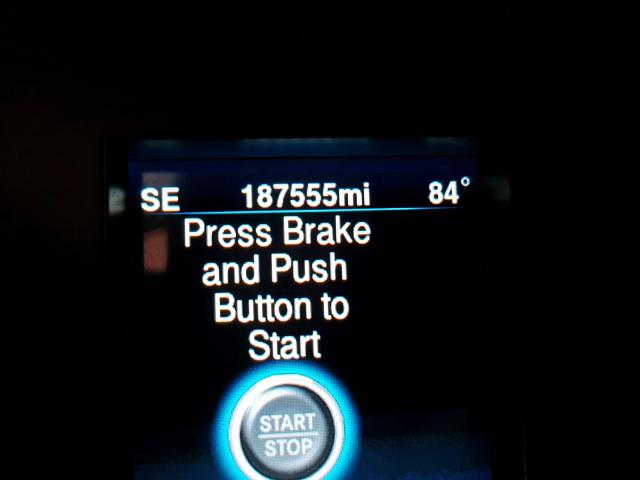 SE 187555mi 84°
Press Brake
and Push
Button to
Start
START
STOP